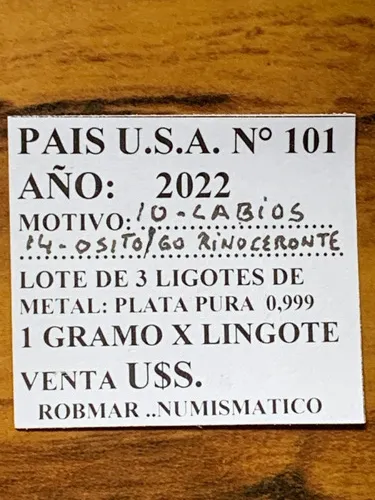 PAIS U.S.A. N° 101
AÑO: 2022
MOTIVO: 10-LABIOS
14-OSITO/60 RINOCERONTE
LOTE DE 3 LIGOTES DE
METAL: PLATA PURA 0,999
1 GRAMO X LINGOTE
VENTA U$S.
ROBMAR ..NUMISMATICO